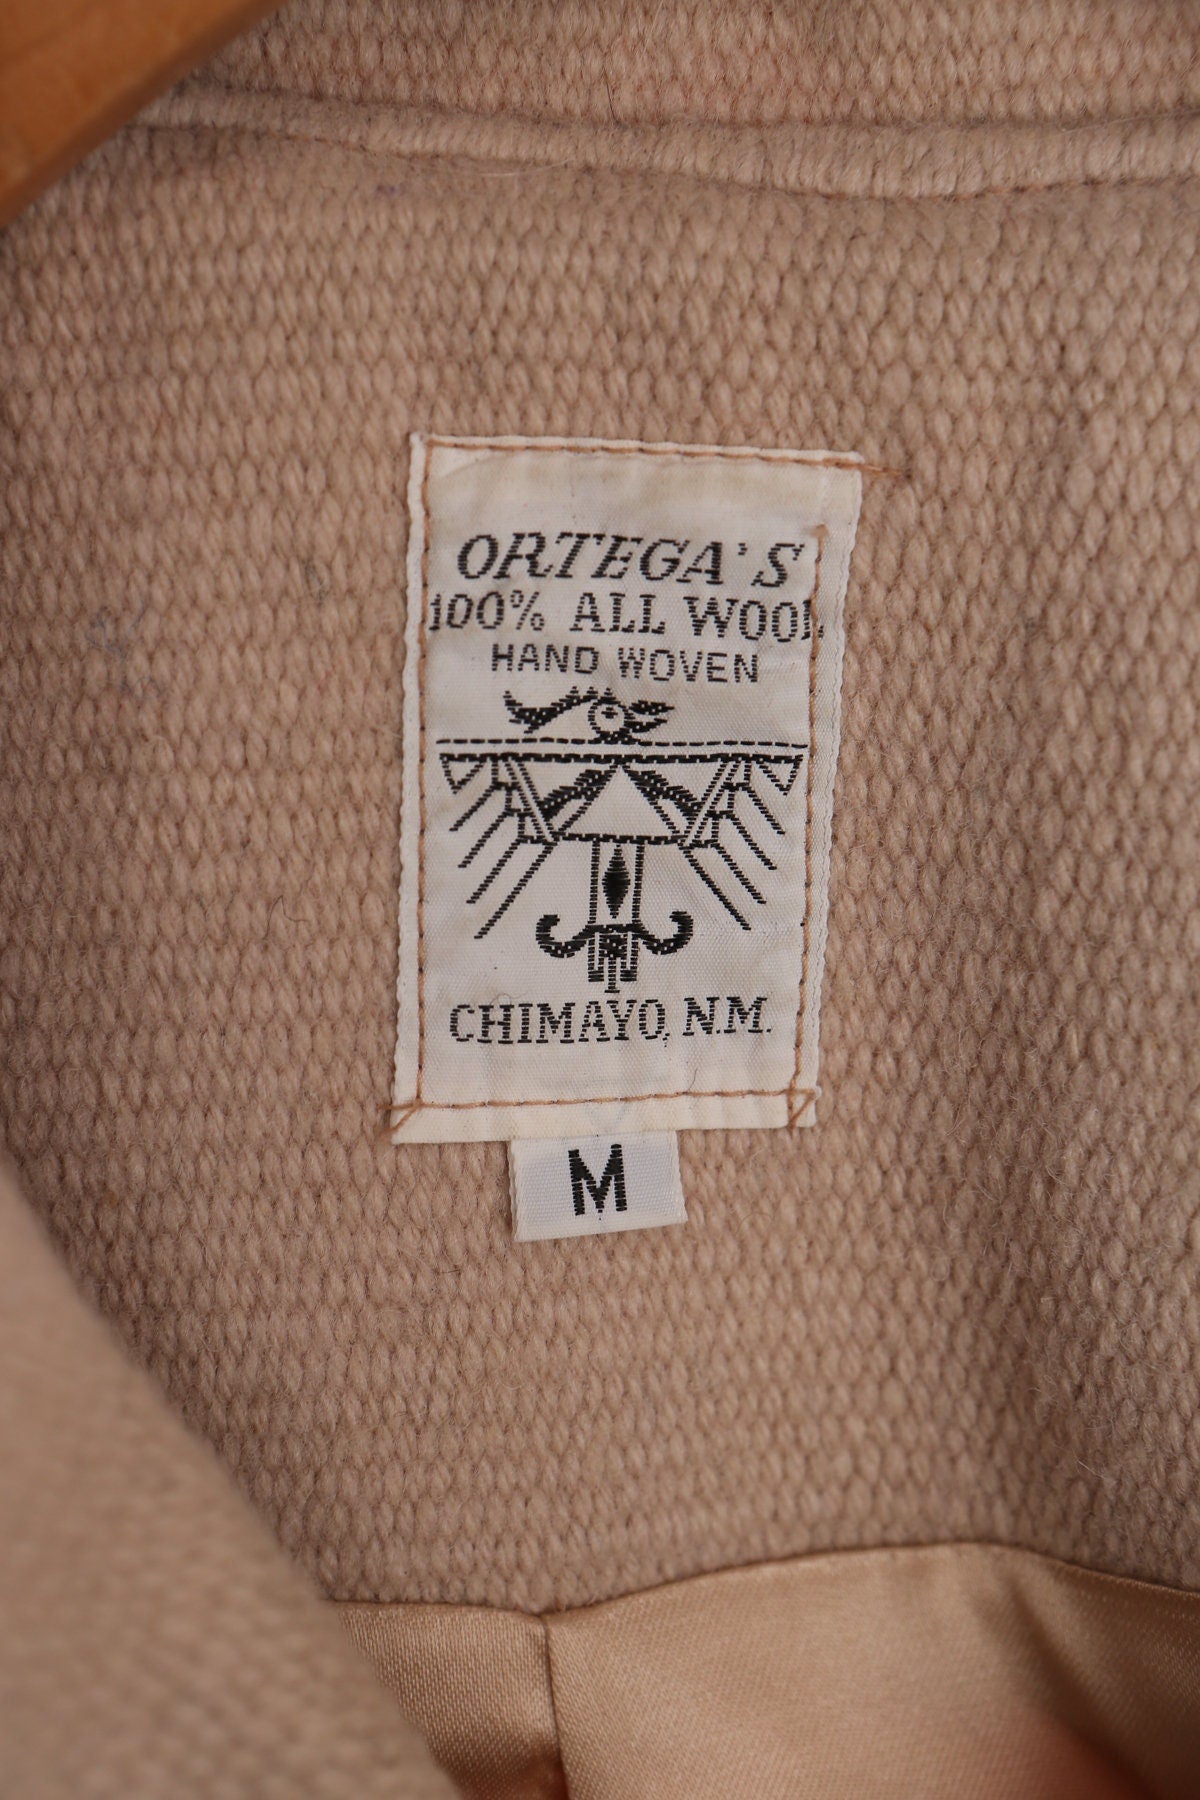 ORTEGA'S
100% ALL WOOL
HAND WOVEN
CHIMAYO, N.M.
M